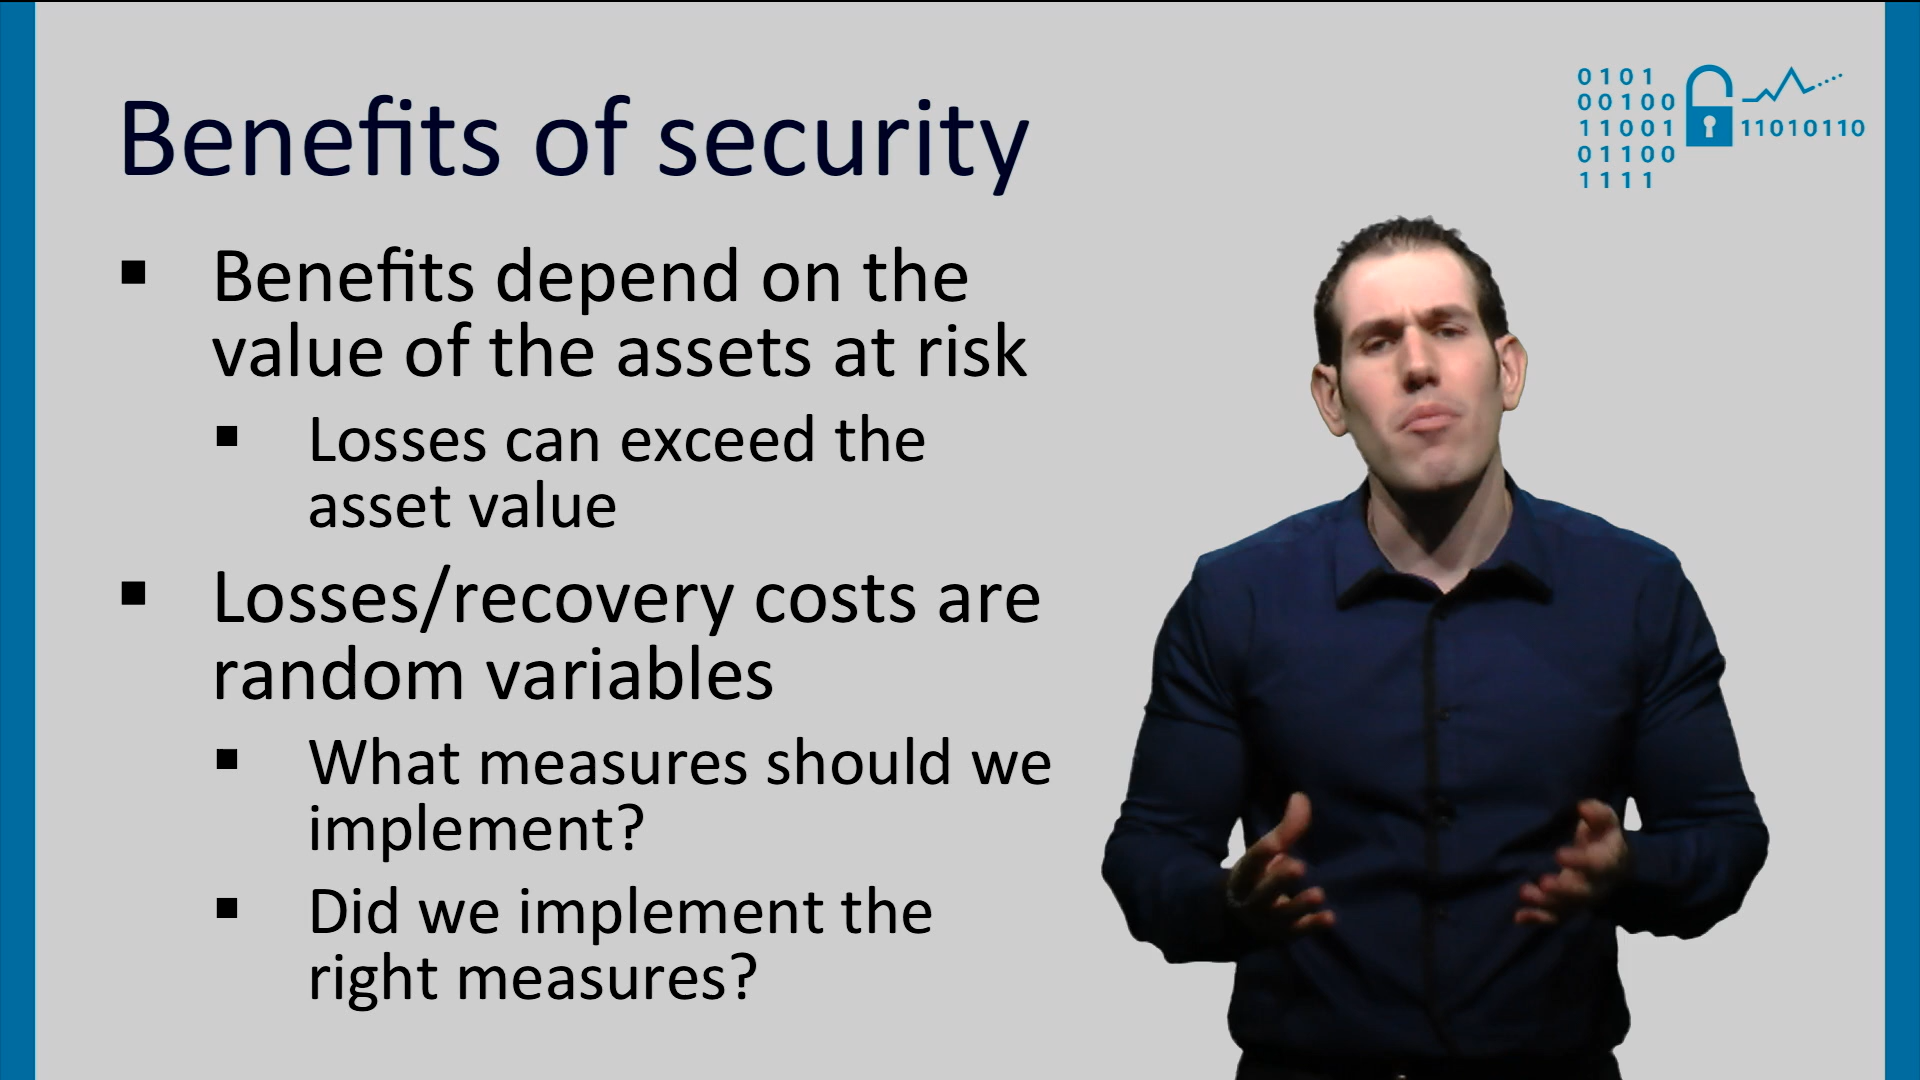 Benefits of security
▪ Benefits depend on the
value of the assets at risk
▪ Losses can exceed the
asset value
▪ Losses/recovery costs are
random variables
▪ What measures should we
implement?
▪ Did we implement the
right measures?
0101
00100
11001
01100
1111
11010110